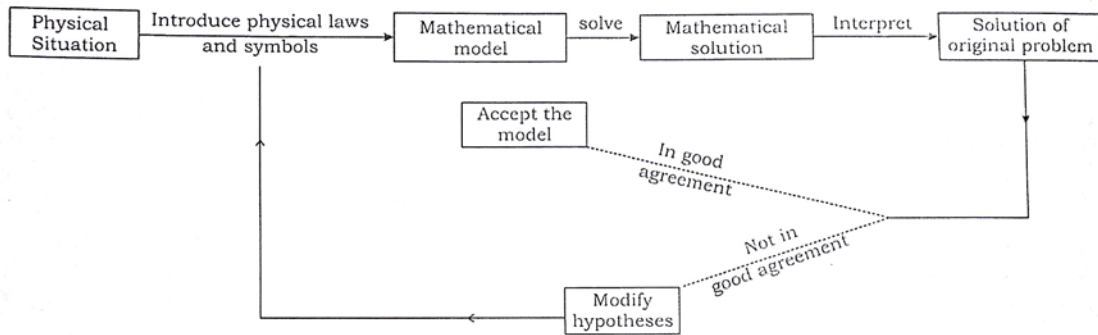 Physical
Situation
Introduce physical laws
and symbols
Mathematical
model
solve
Mathematical
solution
Interpret
Solution of
original problem
Accept the
model
In good
agreement
Not in
good agreement
Modify
hypotheses